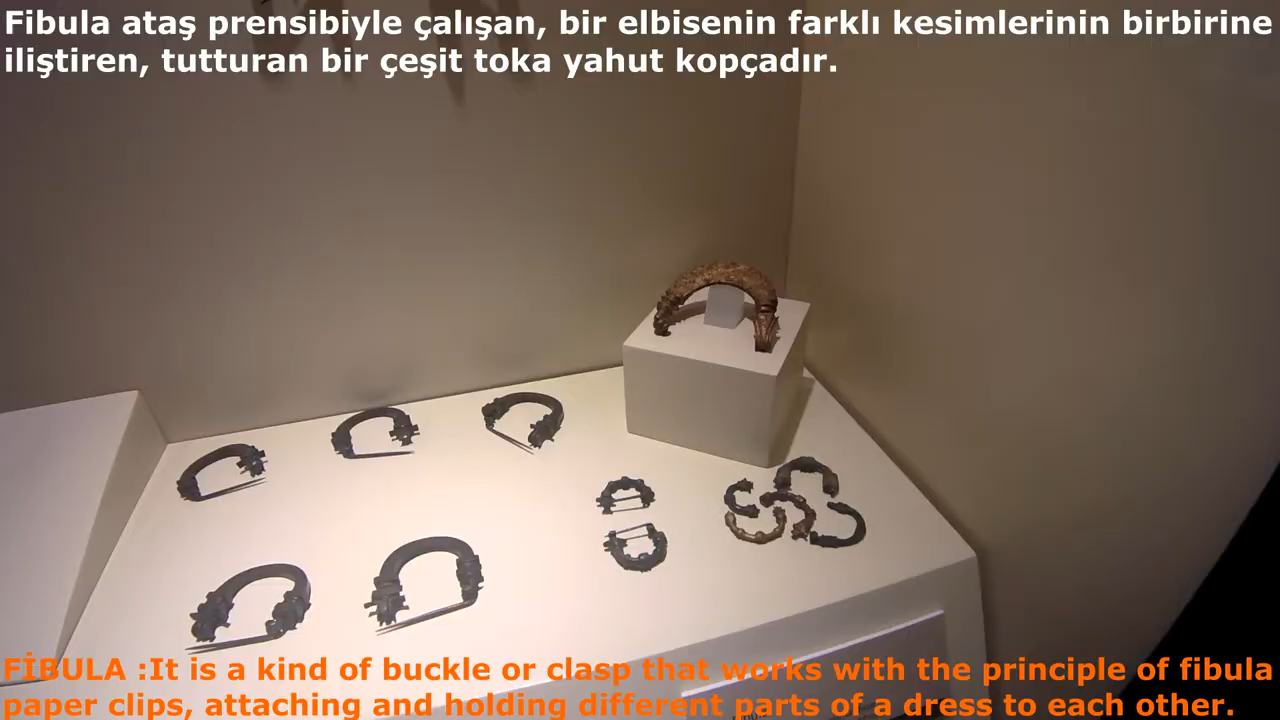 Fibula ataş prensibiyle çalışan, bir elbisenin farklı kesimlerinin birbirine
iliştiren, tutturan bir çeşit toka yahut kopçadır.
FİBULA :It is a kind of buckle or clasp that works with the principle of fibula
paper clips, attaching and holding different parts of a dress to each other.